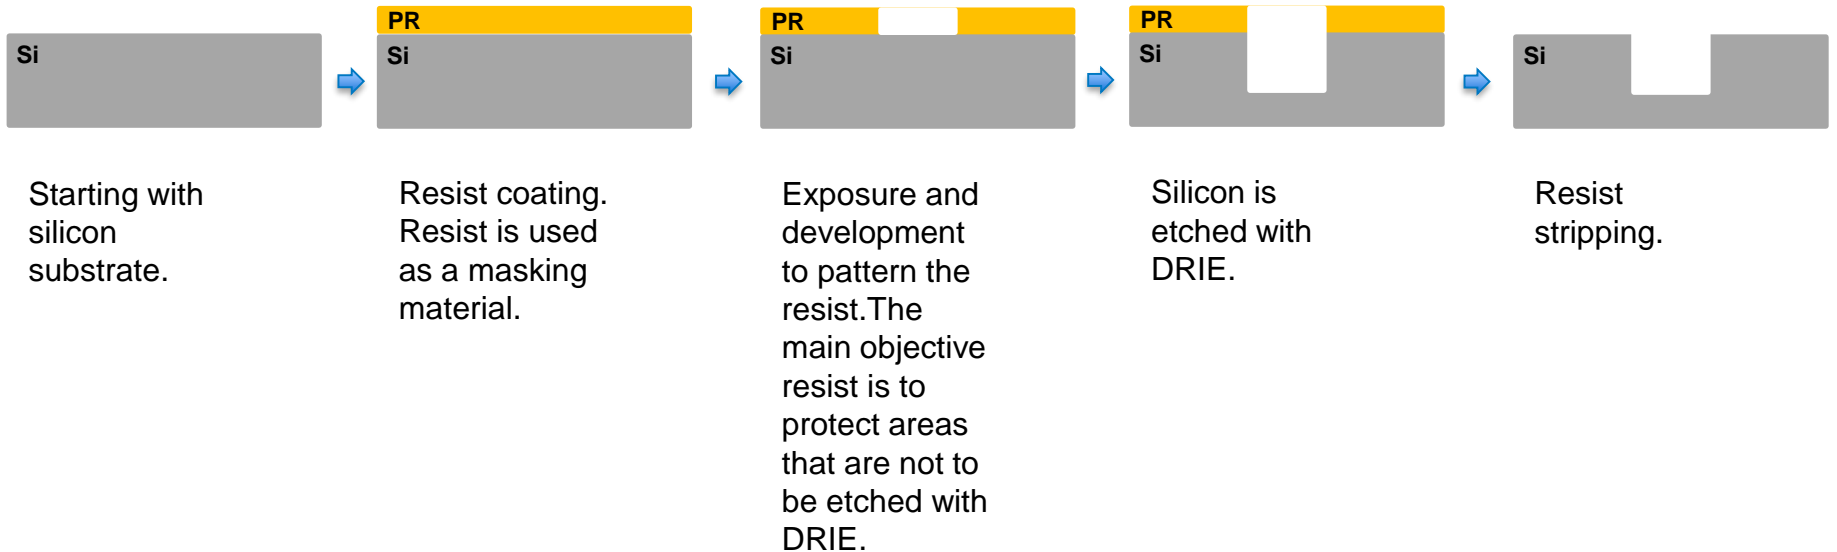 Si
PR
Si
PR
Si
PR
Si
Si
Starting with
silicon
substrate.
Resist coating.
Resist is used
as a masking
material.
Exposure and
development
to pattern the
resist.The
main objective
resist is to
protect areas
that are not to
be etched with
DRIE.
Silicon is
etched with
DRIE.
Resist
stripping.